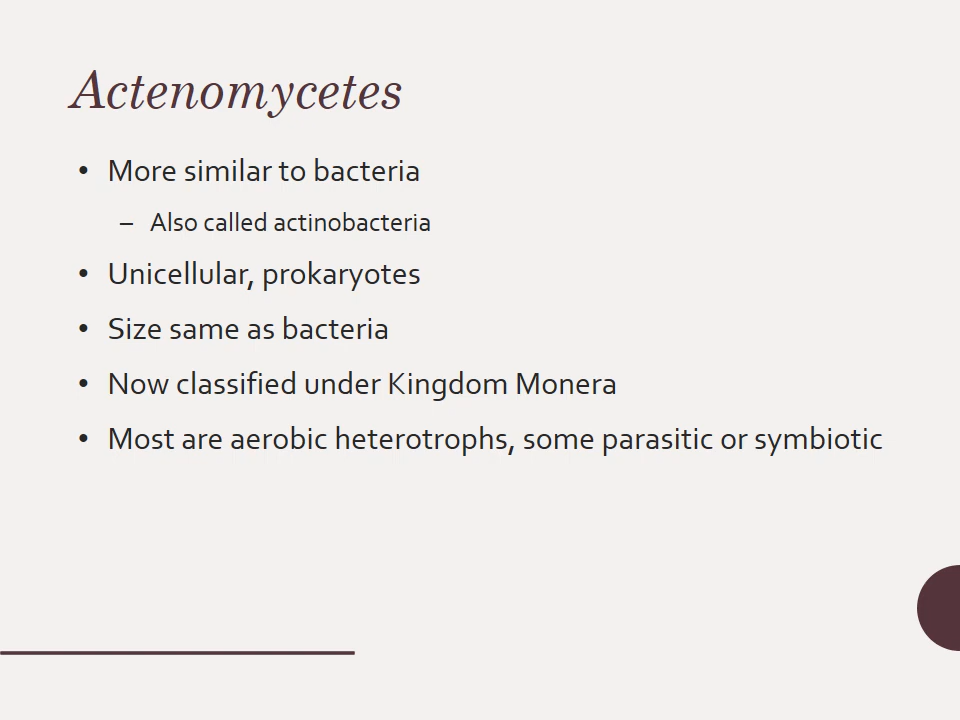 Actenomycetes
• More similar to bacteria
– Also called actinobacteria
• Unicellular, prokaryotes
• Size same as bacteria
• Now classified under Kingdom Monera
• Most are aerobic heterotrophs, some parasitic or symbiotic